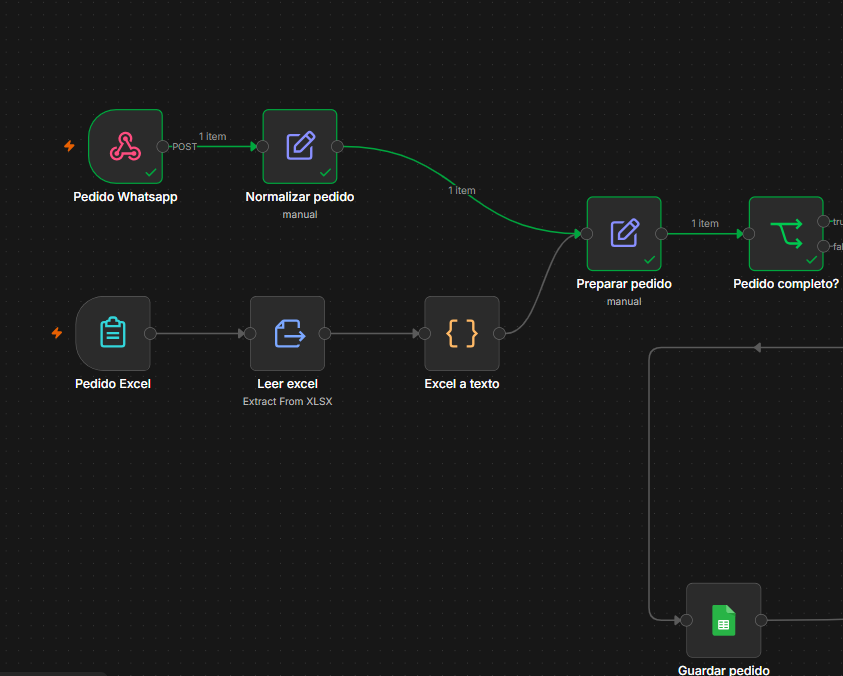 POST
1 item
Pedido Whatsapp
Normalizar pedido
manual
1 item
1 item
Preparar pedido
manual
Pedido completo?
Pedido Excel
Leer excel
Extract From XLSX
{ }
Excel a texto
Guardar pedido